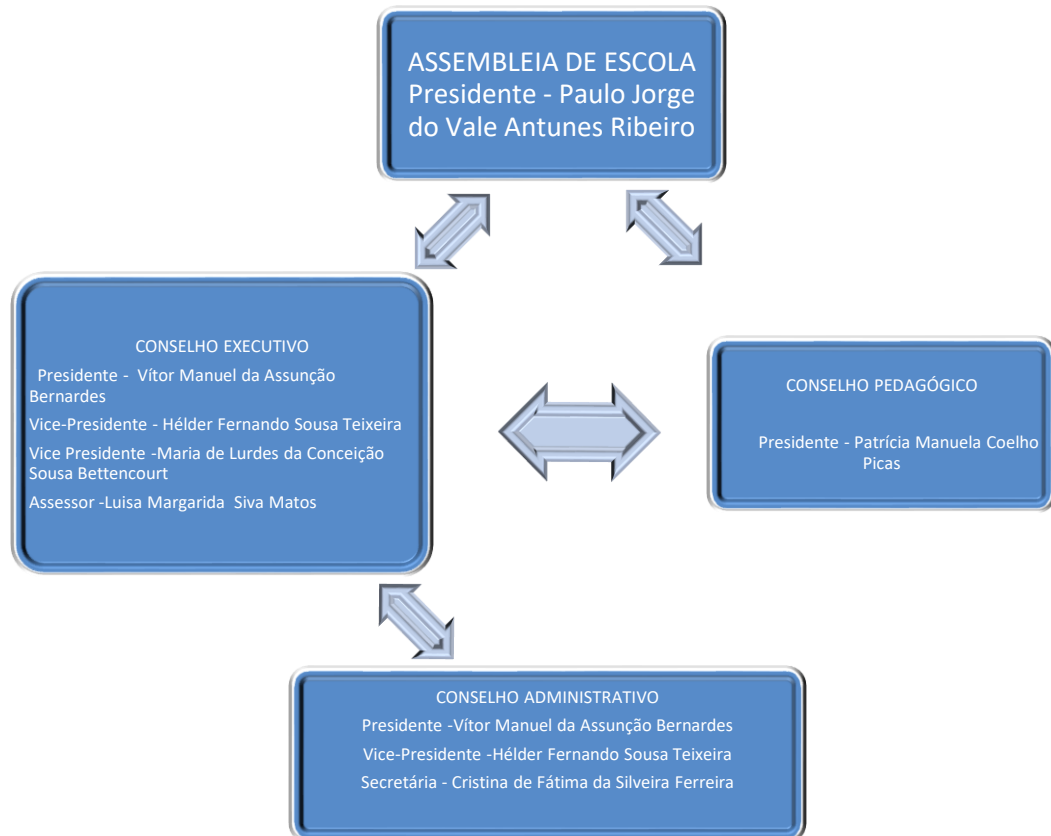 ASSEMBLEIA DE ESCOLA
Presidente - Paulo Jorge
do Vale Antunes Ribeiro
CONSELHO EXECUTIVO
Presidente - Vítor Manuel da Assunção
Bernardes
Vice-Presidente - Hélder Fernando Sousa Teixeira
Vice Presidente -Maria de Lurdes da Conceição
Sousa Bettencourt
Assessor -Luisa Margarida Siva Matos
CONSELHO PEDAGÓGICO
Presidente - Patrícia Manuela Coelho
Picas
CONSELHO ADMINISTRATIVO
Presidente -Vítor Manuel da Assunção Bernardes
Vice-Presidente -Hélder Fernando Sousa Teixeira
Secretária - Cristina de Fátima da Silveira Ferreira